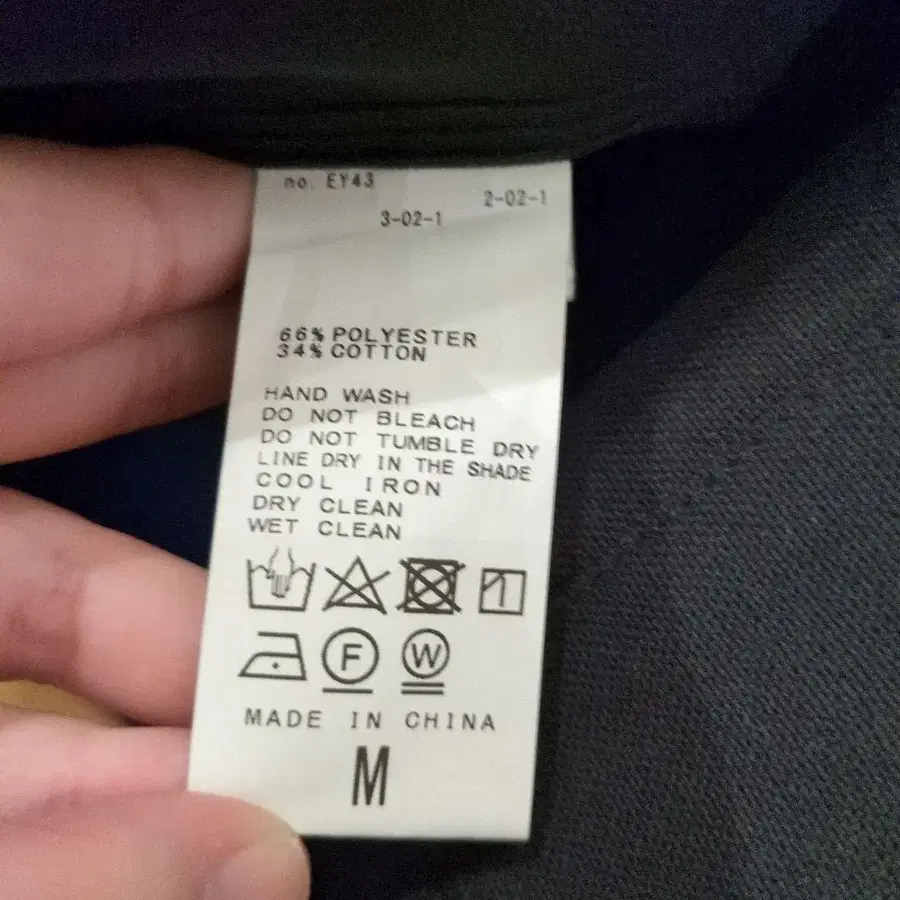 no. EY43
2-02-1
3-02-1
66% POLYESTER
34% COTTON
HAND WASH
DO NOT BLEACH
DO NOT TUMBLE DRY
LINE DRY IN THE SHADE
COOL IRON
DRY CLEAN
WET CLEAN
F W
MADE IN CHINA
M